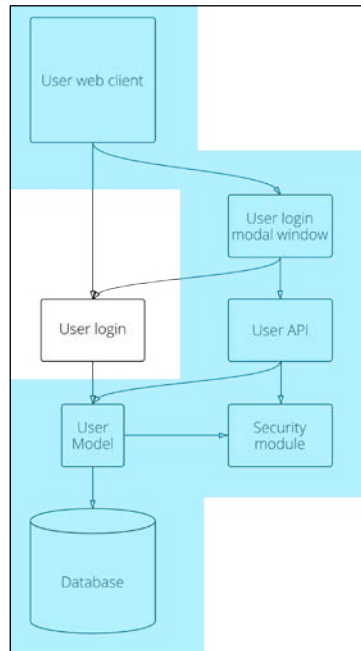 User web client
User login
modal window
User login
User API
User
Model
Security
module
Database